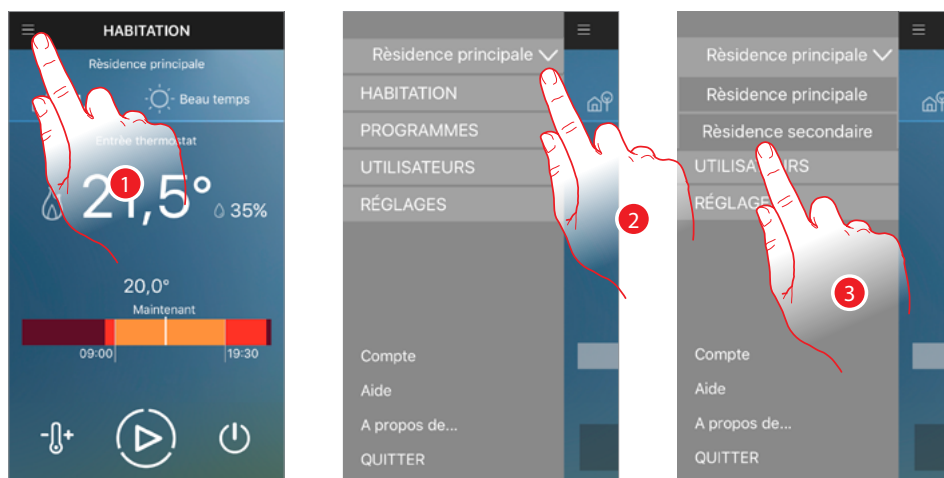 HABITATION
Rèsidence principale
Beau temps
Entrée thermostat
21,5°
35%
20,0°
Maintenant
09:00
19:30
1
Rèsidence principale
HABITATION
PROGRAMMES
UTILISATEURS
RÉGLAGES
Compte
Aide
A propos de...
QUITTER
2
Rèsidence principale
Rèsidence principale
Rèsidence secondaire
UTILISATEURS
RÉGLAGES
Compte
Aide
A propos de...
QUITTER
3